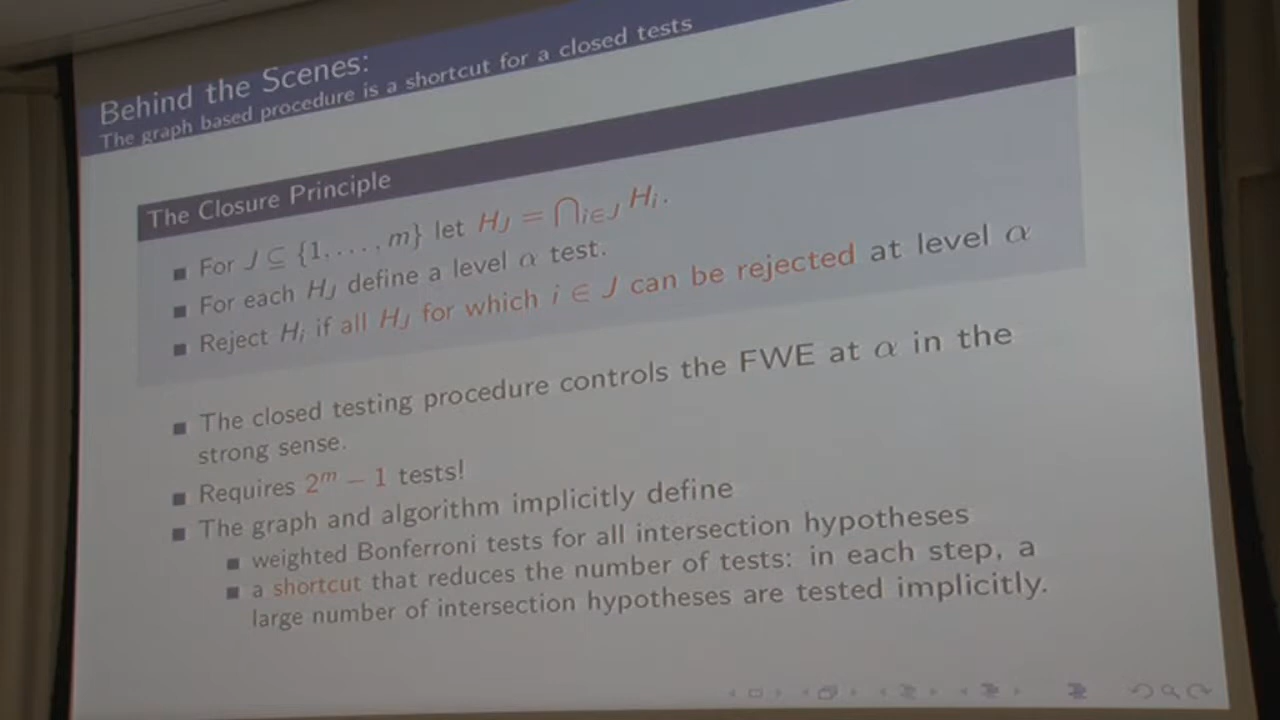 Behind the Scenes:
The graph based procedure is a shortcut for a closed tests
The Closure Principle
For J ⊆ {1, . . . , m} let H_J = ⋂_{i∈J} H_i.
For each H_J define a level α test.
Reject H_i if all H_J for which i ∈ J can be rejected at level α
The closed testing procedure controls the FWE at α in the
strong sense.
Requires 2^m − 1 tests!
The graph and algorithm implicitly define
weighted Bonferroni tests for all intersection hypotheses
a shortcut that reduces the number of tests: in each step, a
large number of intersection hypotheses are tested implicitly.